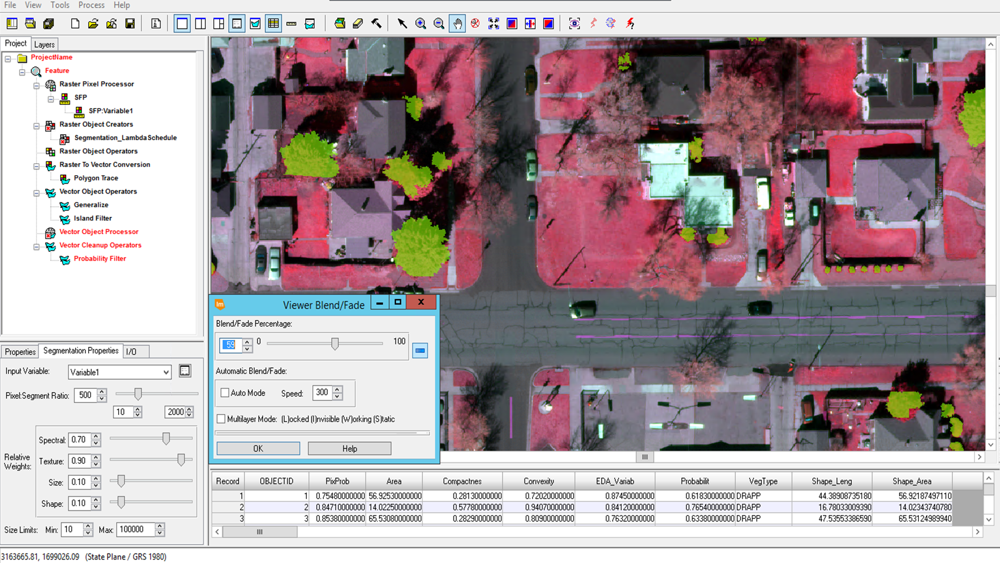 File View Tools Process Help
Project Layers
ProjectName
Feature
Raster Pixel Processor
SFP
SFP:Variable1
Raster Object Creators
Segmentation_LambdaSchedule
Raster Object Operators
Raster To Vector Conversion
Polygon Trace
Vector Object Operators
Generalize
Island Filter
Vector Object Processor
Vector Cleanup Operators
Probability Filter
Properties Segmentation Properties I/O
Input Variable: Variable1
Pixel:Segment Ratio: 500
10 2000
Relative Weights:
Spectral: 0.70
Texture: 0.90
Size: 0.10
Shape: 0.10
Size Limits: Min: 10 Max: 100000
Im Viewer Blend/Fade X
Blend/Fade Percentage:
59 0 100
Automatic Blend/Fade:
Auto Mode Speed: 300
Multilayer Mode: (L)ocked (I)nvisible (W)orking (S)tatic
OK Help
Record OBJECTID PixProb Area Compactnes Convexity EDA_Variab Probabilit VegType Shape_Leng Shape_Area
1 1 0.75480000000 56.92530000000 0.28130000000 0.72020000000 0.87450000000 0.61830000000 DRAPP 44.38908735180 56.92187497110
2 2 0.84710000000 14.02250000000 0.57780000000 0.94070000000 0.84120000000 0.76540000000 DRAPP 16.78033009390 14.02343740780
3 3 0.85380000000 65.53080000000 0.28290000000 0.80900000000 0.76320000000 0.63380000000 DRAPP 47.53553386590 65.53124989940
3163665.81, 1699026.09 (State Plane / GRS 1980)